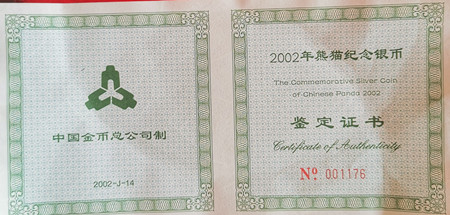 中国金币总公司制
2002-J-14
2002年熊猫纪念银币
The Commemorative Silver Coin
of Chinese Panda 2002
鉴定证书
Certificate of Authenticity
No 001176